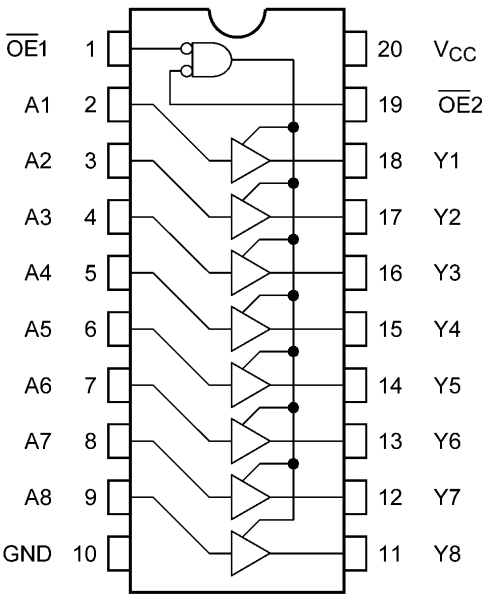 O̅E̅1 1 20 VCC
A1 2 19 O̅E̅2
A2 3 18 Y1
A3 4 17 Y2
A4 5 16 Y3
A5 6 15 Y4
A6 7 14 Y5
A7 8 13 Y6
A8 9 12 Y7
GND 10 11 Y8